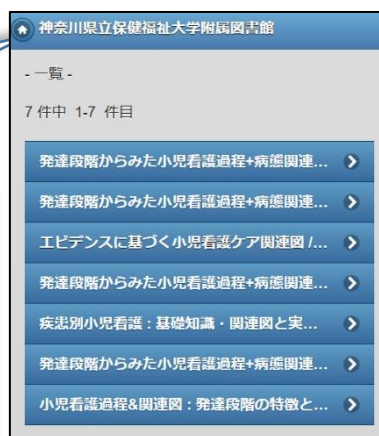 神奈川県立保健福祉大学附属図書館
- 一覧 -
7 件中 1-7 件目
発達段階からみた小児看護過程+病態関連...
発達段階からみた小児看護過程+病態関連...
エビデンスに基づく小児看護ケア関連図 /...
発達段階からみた小児看護過程+病態関連...
疾患別小児看護 : 基礎知識・関連図と実...
発達段階からみた小児看護過程+病態関連...
小児看護過程&関連図 : 発達段階の特徴と...